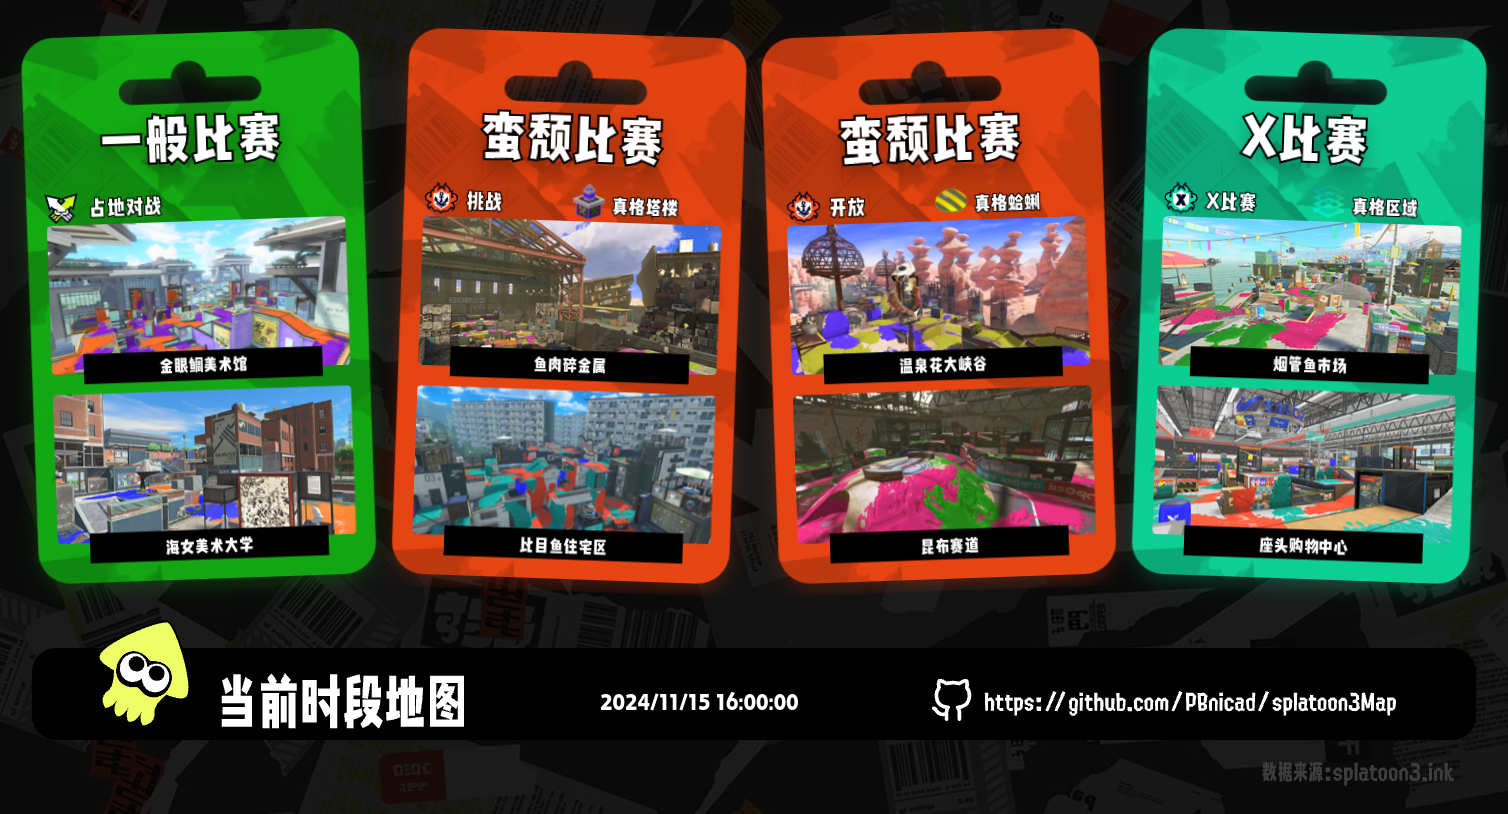 一般比赛
占地对战
金眼鲷美术馆
海女美术大学
蛮颓比赛
挑战
真格塔楼
鱼肉碎金属
比目鱼住宅区
蛮颓比赛
开放
真格蛤蜊
温泉花大峡谷
昆布赛道
X比赛
X比赛
真格区域
烟管鱼市场
座头购物中心
当前时段地图
2024/11/15 16:00:00
https://github.com/PBnicad/splatoon3Map
数据来源:splatoon3.ink